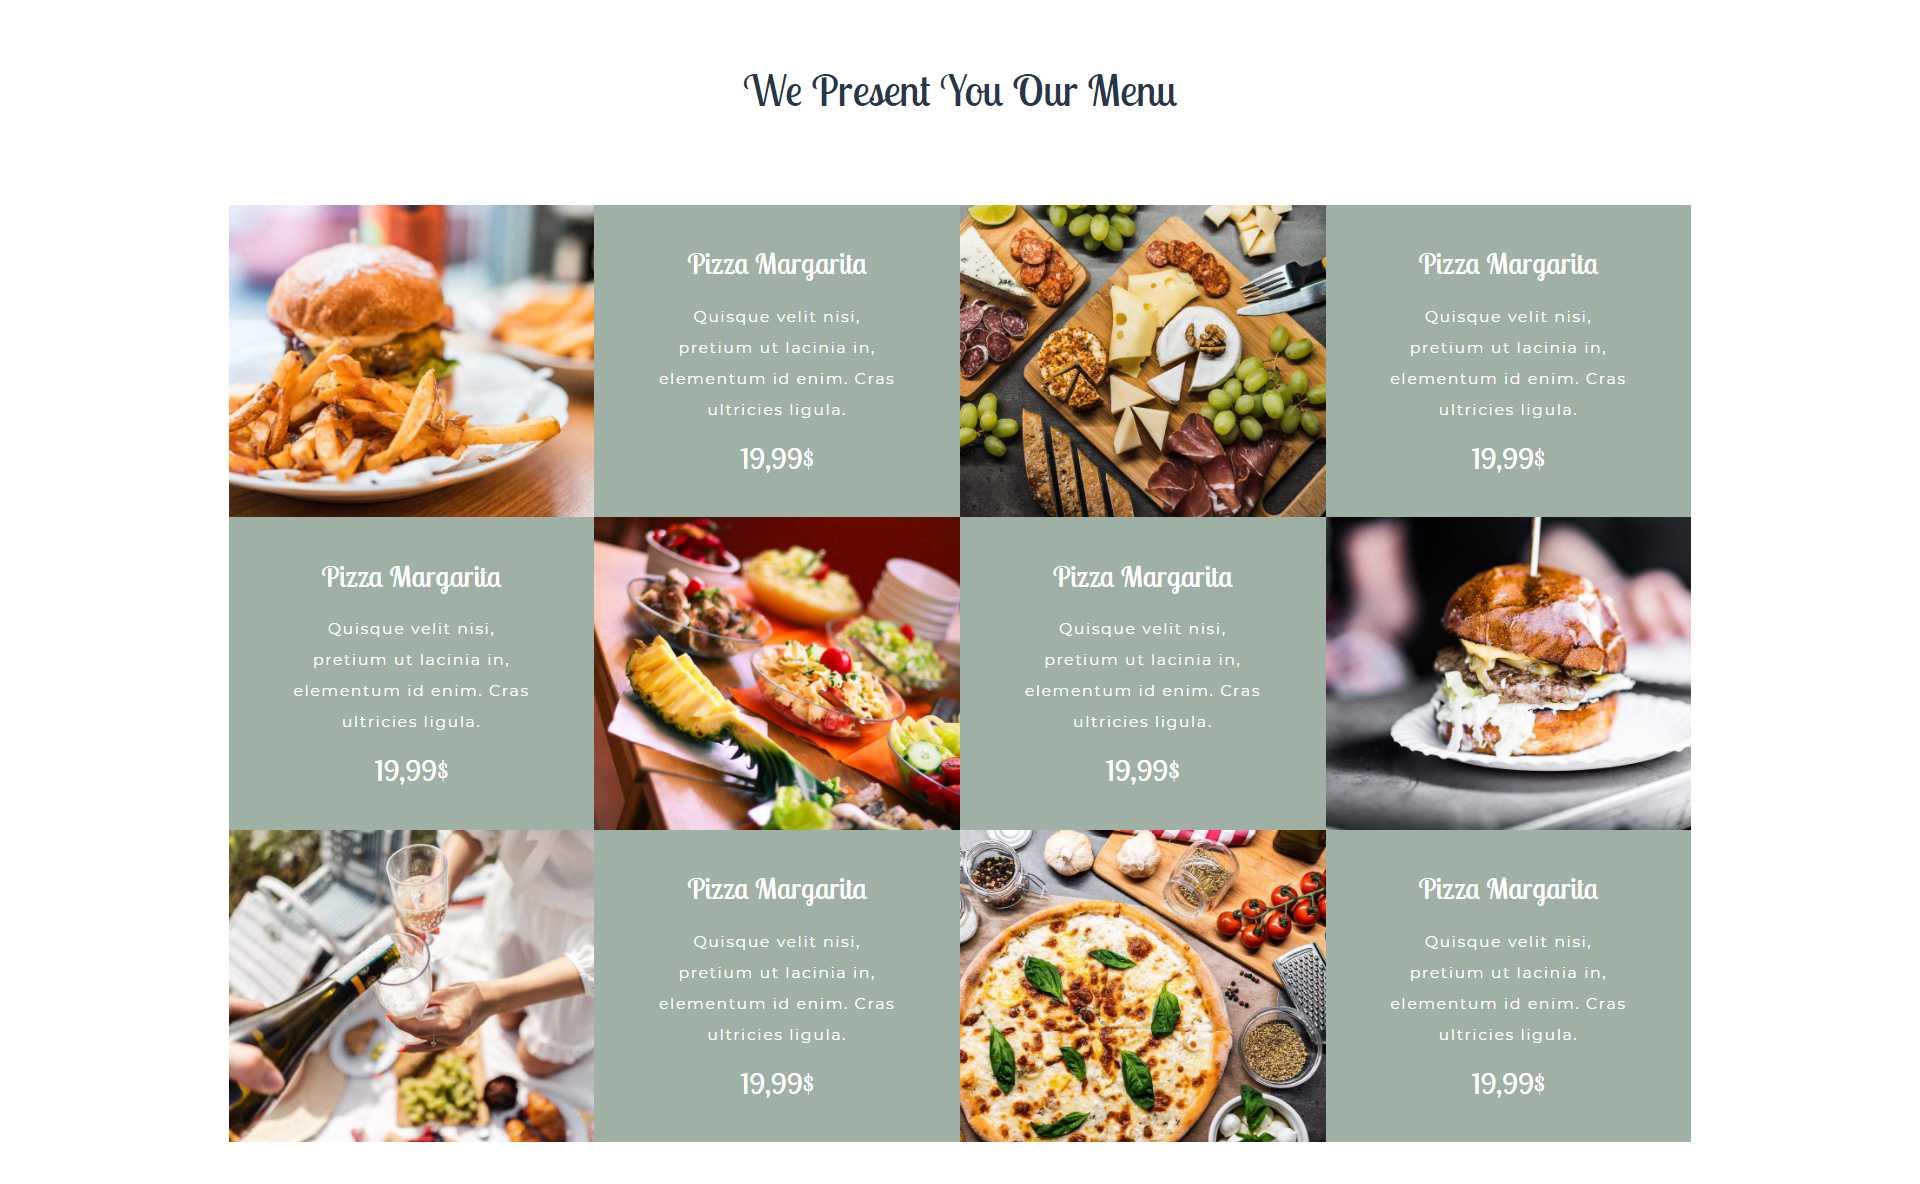 We Present You Our Menu
Pizza Margarita
Quisque velit nisi,
pretium ut lacinia in,
elementum id enim. Cras
ultricies ligula.
19,99$
Pizza Margarita
Quisque velit nisi,
pretium ut lacinia in,
elementum id enim. Cras
ultricies ligula.
19,99$
Pizza Margarita
Quisque velit nisi,
pretium ut lacinia in,
elementum id enim. Cras
ultricies ligula.
19,99$
Pizza Margarita
Quisque velit nisi,
pretium ut lacinia in,
elementum id enim. Cras
ultricies ligula.
19,99$
Pizza Margarita
Quisque velit nisi,
pretium ut lacinia in,
elementum id enim. Cras
ultricies ligula.
19,99$
Pizza Margarita
Quisque velit nisi,
pretium ut lacinia in,
elementum id enim. Cras
ultricies ligula.
19,99$